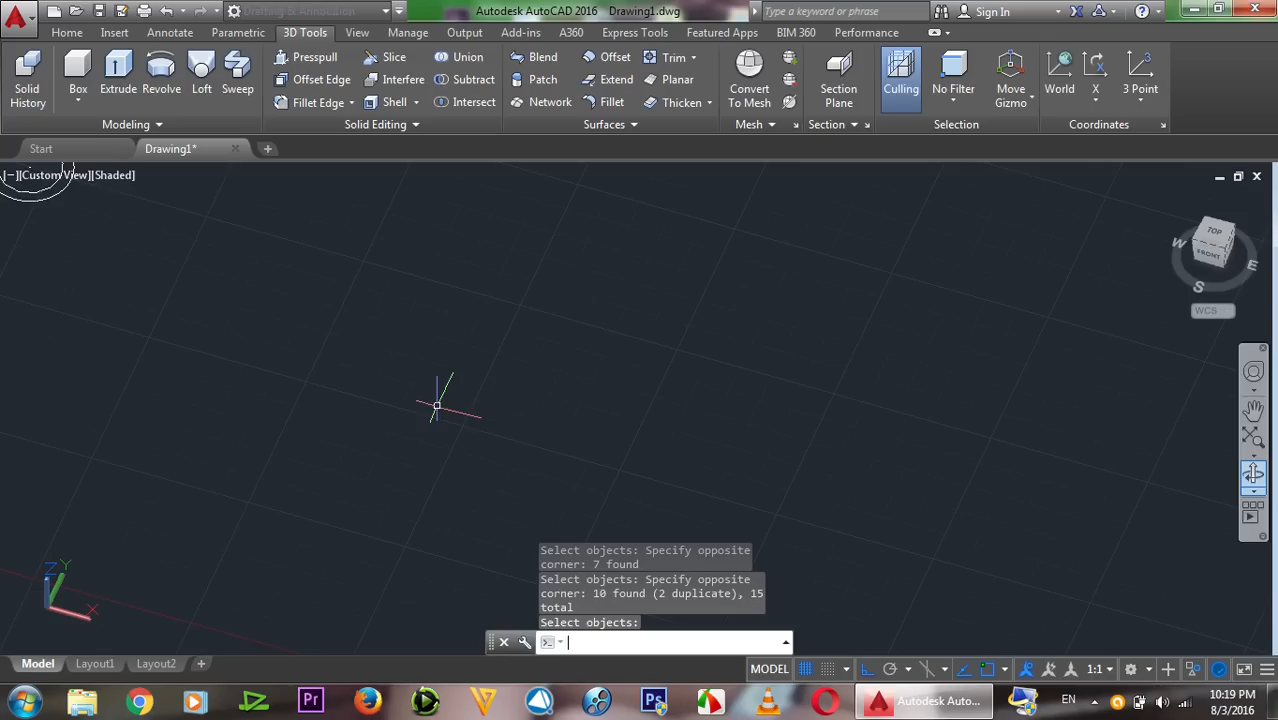 Drafting & Annotation
Autodesk AutoCAD 2016 Drawing1.dwg
Type a keyword or phrase
Sign In
Home Insert Annotate Parametric 3D Tools View Manage Output Add-ins A360 Express Tools Featured Apps BIM 360 Performance
Presspull Slice Union Blend Offset Trim
Solid History Box Extrude Revolve Loft Sweep
Offset Edge Interfere Subtract Patch Extend Planar
Fillet Edge Shell Intersect Network Fillet Thicken
Convert To Mesh Section Plane Culling No Filter Move Gizmo World X 3 Point
Modeling Solid Editing Surfaces Mesh Section Selection Coordinates
Start Drawing1*
[−][Custom View][Shaded]
TOP
FRONT
W
E
S
WCS
Select objects: Specify opposite
corner: 7 found
Z Y
Select objects: Specify opposite
corner: 10 found (2 duplicate), 15
total
X
Select objects:
Model Layout1 Layout2
MODEL
1:1
Pr
Ps
Autodesk Auto...
EN
10:19 PM
8/3/2016